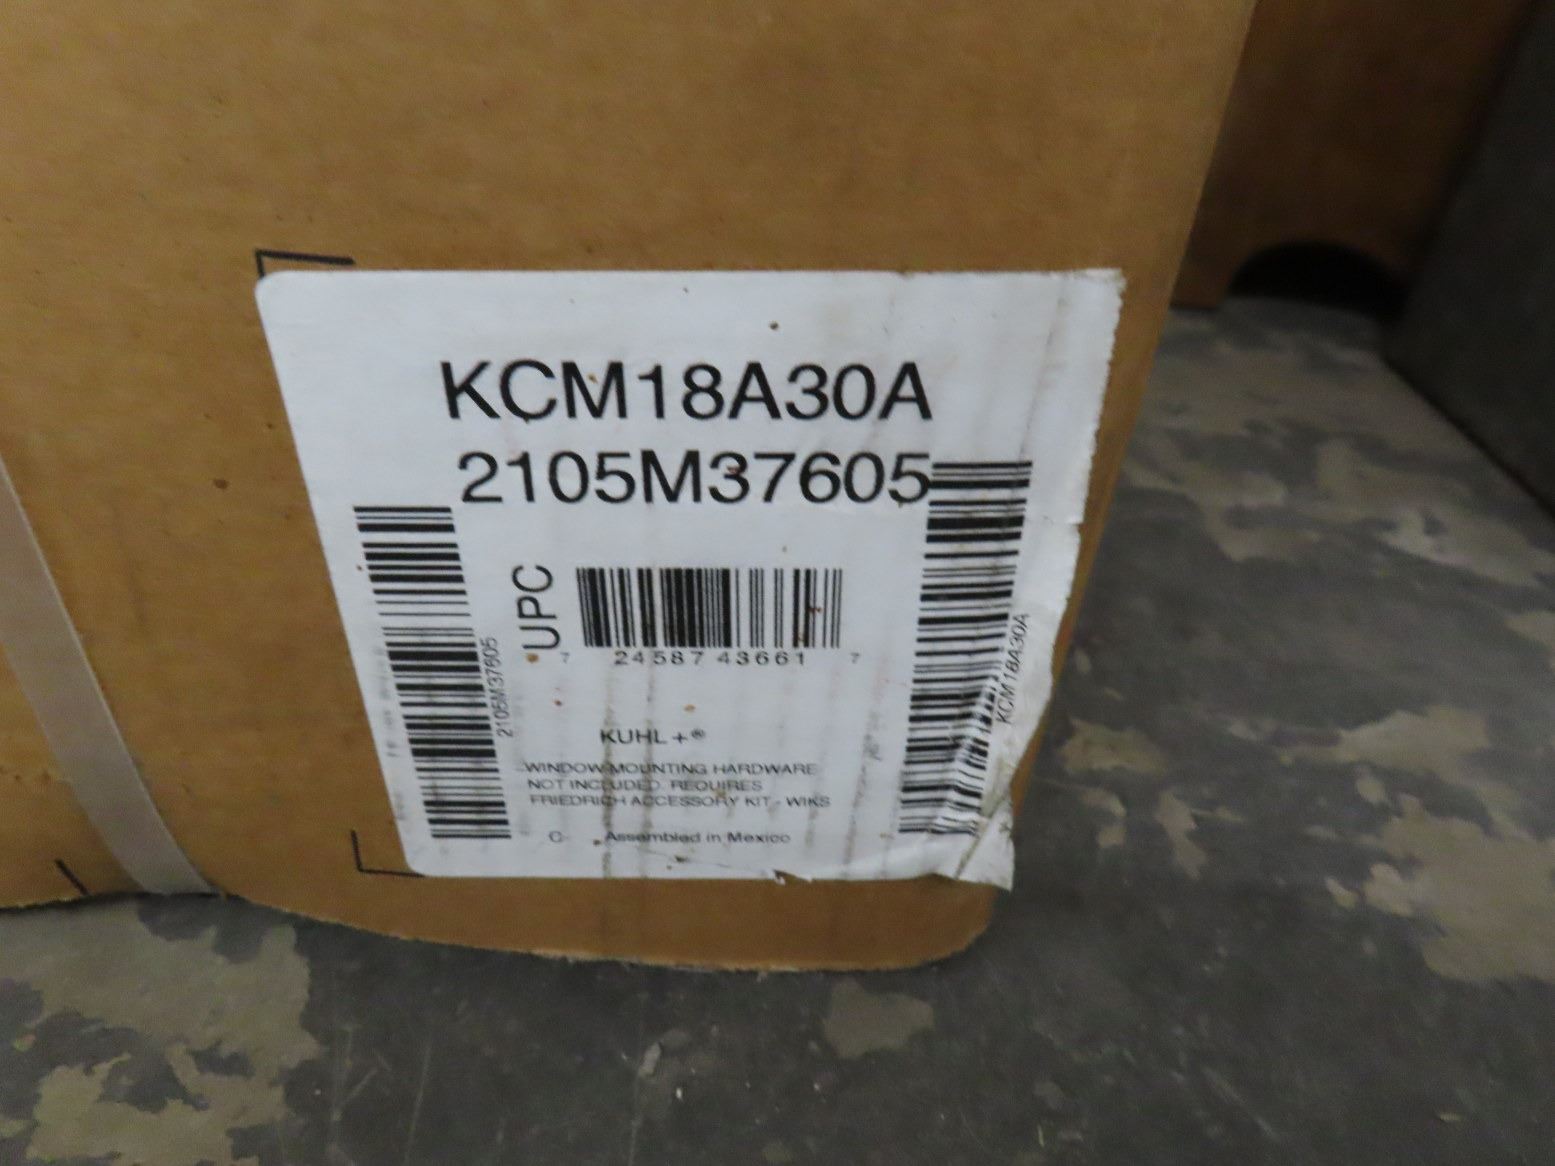 KCM18A30A
2105M37605
UPC
7 24587 43661 7
2105M37605
KCM18A30A
KUHL +®
WINDOW MOUNTING HARDWARE
NOT INCLUDED. REQUIRES
FRIEDRICH ACCESSORY KIT - WIKS
C Assembled in Mexico